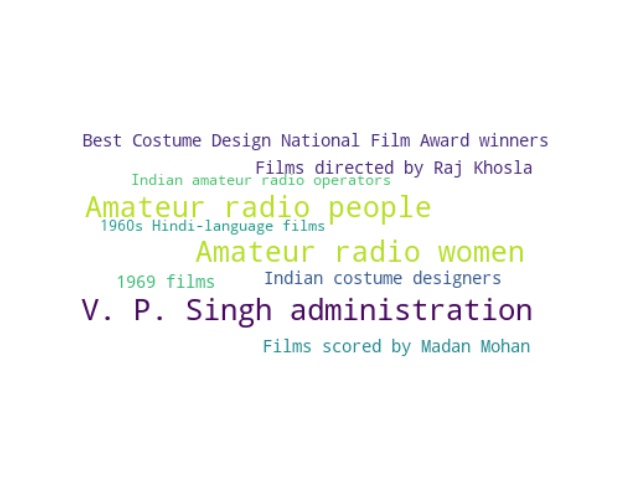 Best Costume Design National Film Award winners
Films directed by Raj Khosla
Indian amateur radio operators
Amateur radio people
1960s Hindi-language films
Amateur radio women
1969 films
Indian costume designers
V. P. Singh administration
Films scored by Madan Mohan